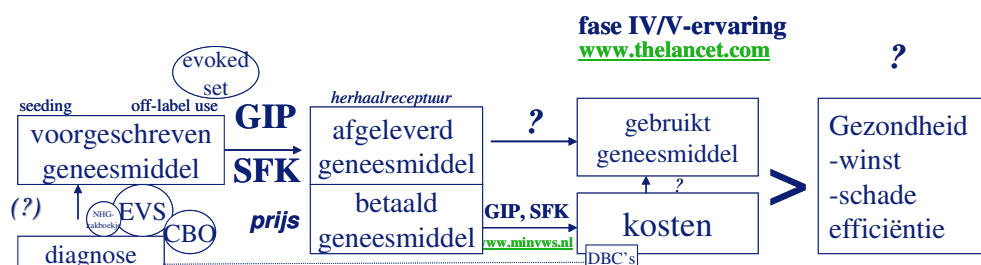 fase IV/V-ervaring
www.thelancet.com
?
evoked
set
seeding
off-label use
GIP
SFK
herhaalreceptuur
voorgeschreven
geneesmiddel
afgeleverd
geneesmiddel
?
gebruikt
geneesmiddel
>
Gezondheid
-winst
-schade
efficiëntie
(?)
NHG-
EVS
CBO
prijs
betaald
geneesmiddel
GIP, SFK
www.minvws.nl
?
kosten
diagnose
DBC's